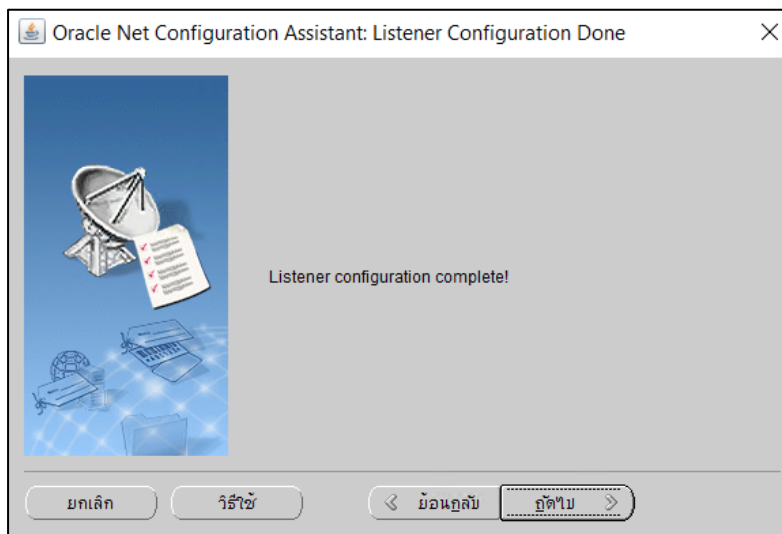 Oracle Net Configuration Assistant: Listener Configuration Done
Listener configuration complete!
ยกเลิก
วิธีใช้
ย้อนกลับ
ถัดไป